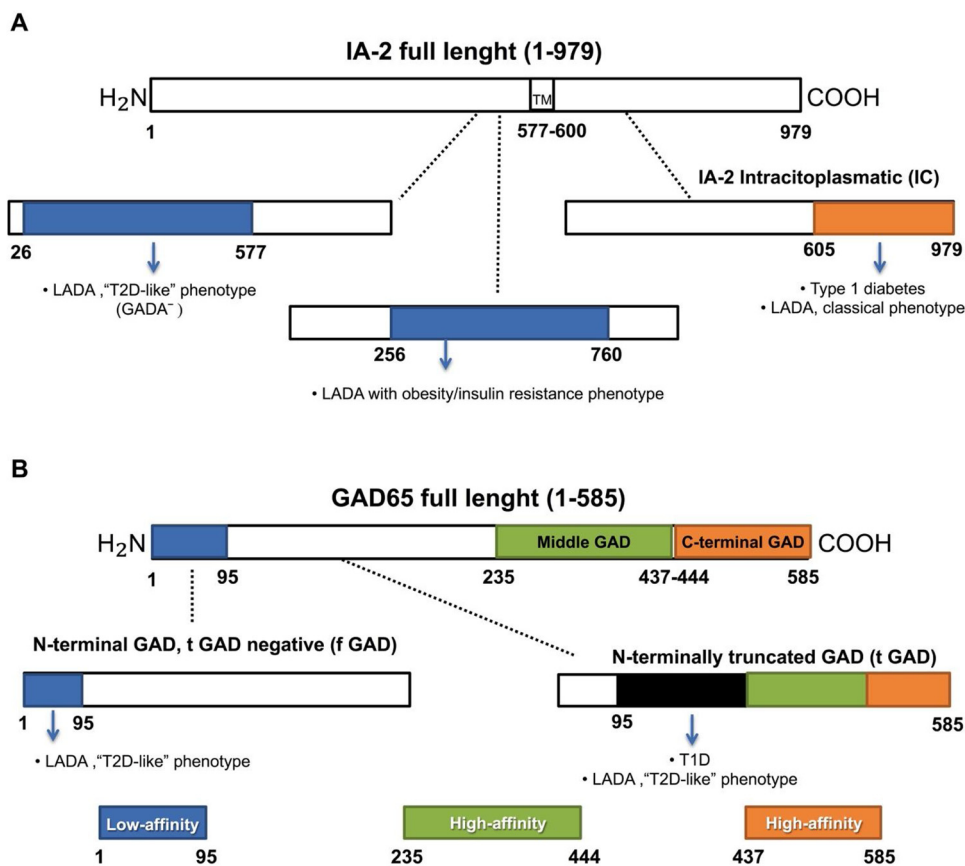 A
IA-2 full lenght (1-979)
H₂N
TM
COOH
1
577-600
979
IA-2 Intracitoplasmatic (IC)
26
577
605
979
• LADA ,“T2D-like” phenotype
(GADA⁻ )
• Type 1 diabetes
• LADA, classical phenotype
256
760
• LADA with obesity/insulin resistance phenotype
B
GAD65 full lenght (1-585)
H₂N
Middle GAD
C-terminal GAD
COOH
1
95
235
437-444
585
N-terminal GAD, t GAD negative (f GAD)
N-terminally truncated GAD (t GAD)
1
95
95
585
• LADA ,“T2D-like” phenotype
• T1D
• LADA ,“T2D-like” phenotype
Low-affinity
High-affinity
High-affinity
1
95
235
444
437
585